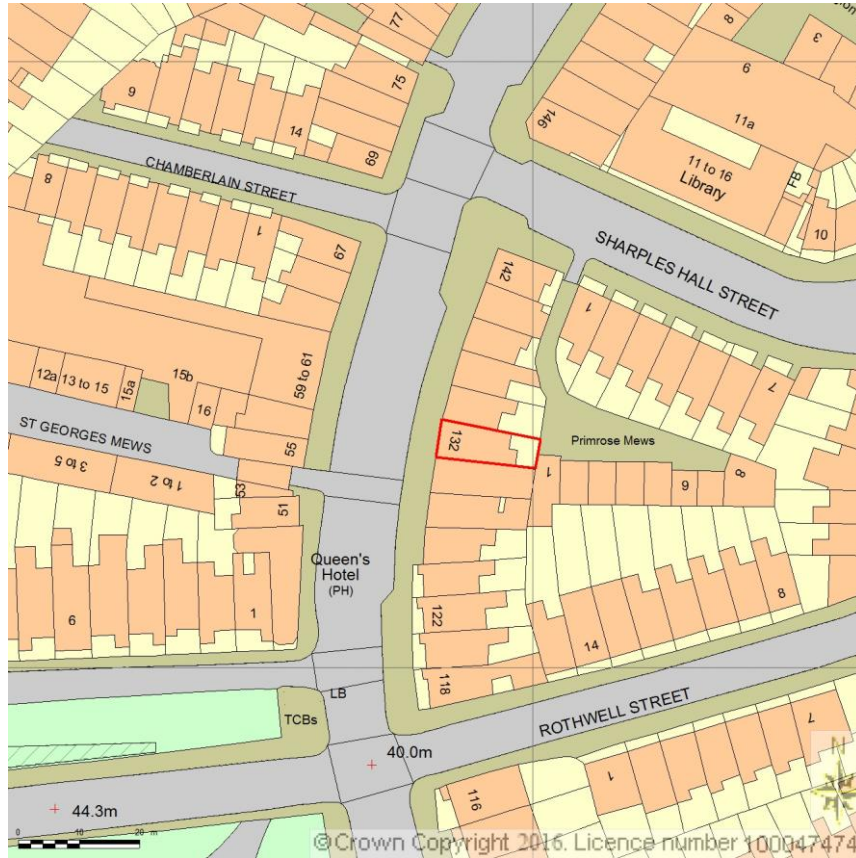 77
75
9
14
69
CHAMBERLAIN STREET
8
1
67
146
8
3
6
11a
11 to 16
Library
FB
10
SHARPLES HALL STREET
142
1
7
59 to 61
12a
13 to 15
15a
15b
16
55
ST GEORGES MEWS
3 to 5
1 to 2
53
51
132
Primrose Mews
1
6
8
Queen's
Hotel
(PH)
6
1
122
118
14
8
LB
TCBs
ROTHWELL STREET
40.0m
44.3m
116
1
7
N
0
10
20
m
©Crown Copyright 2016. Licence number 100047474